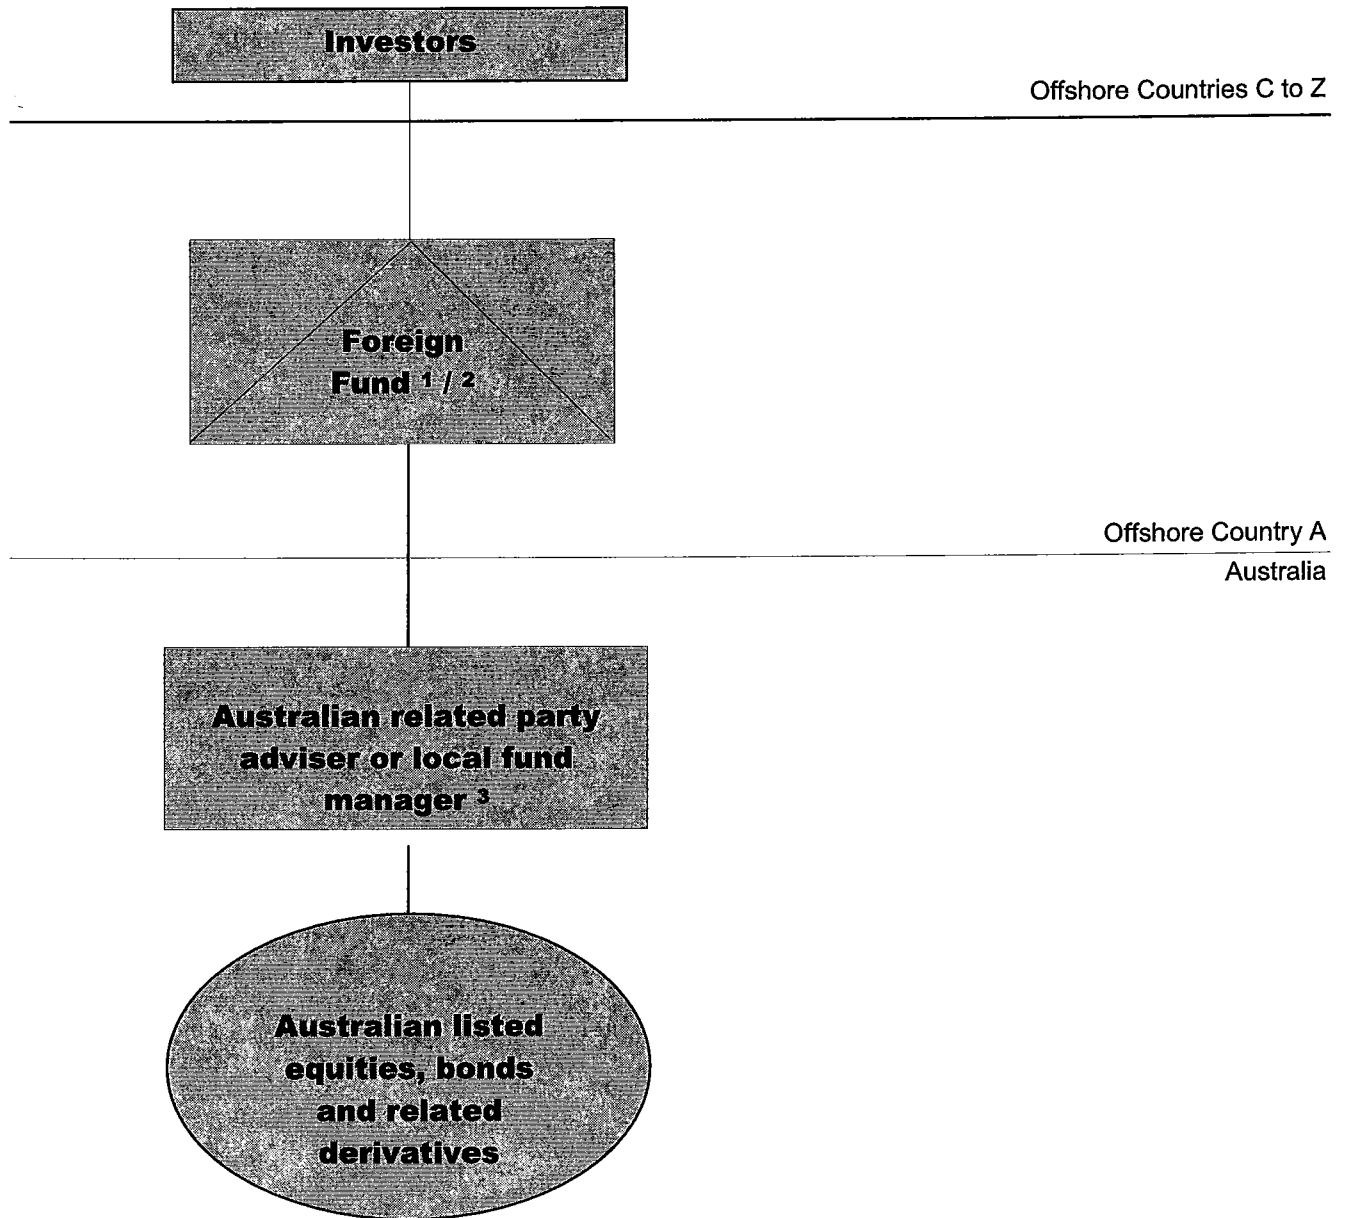 Investors
Offshore Countries C to Z
Foreign
Fund ¹ / ²
Offshore Country A
Australia
Australian related party
adviser or local fund
manager ³
Australian listed
equities, bonds
and related
derivatives